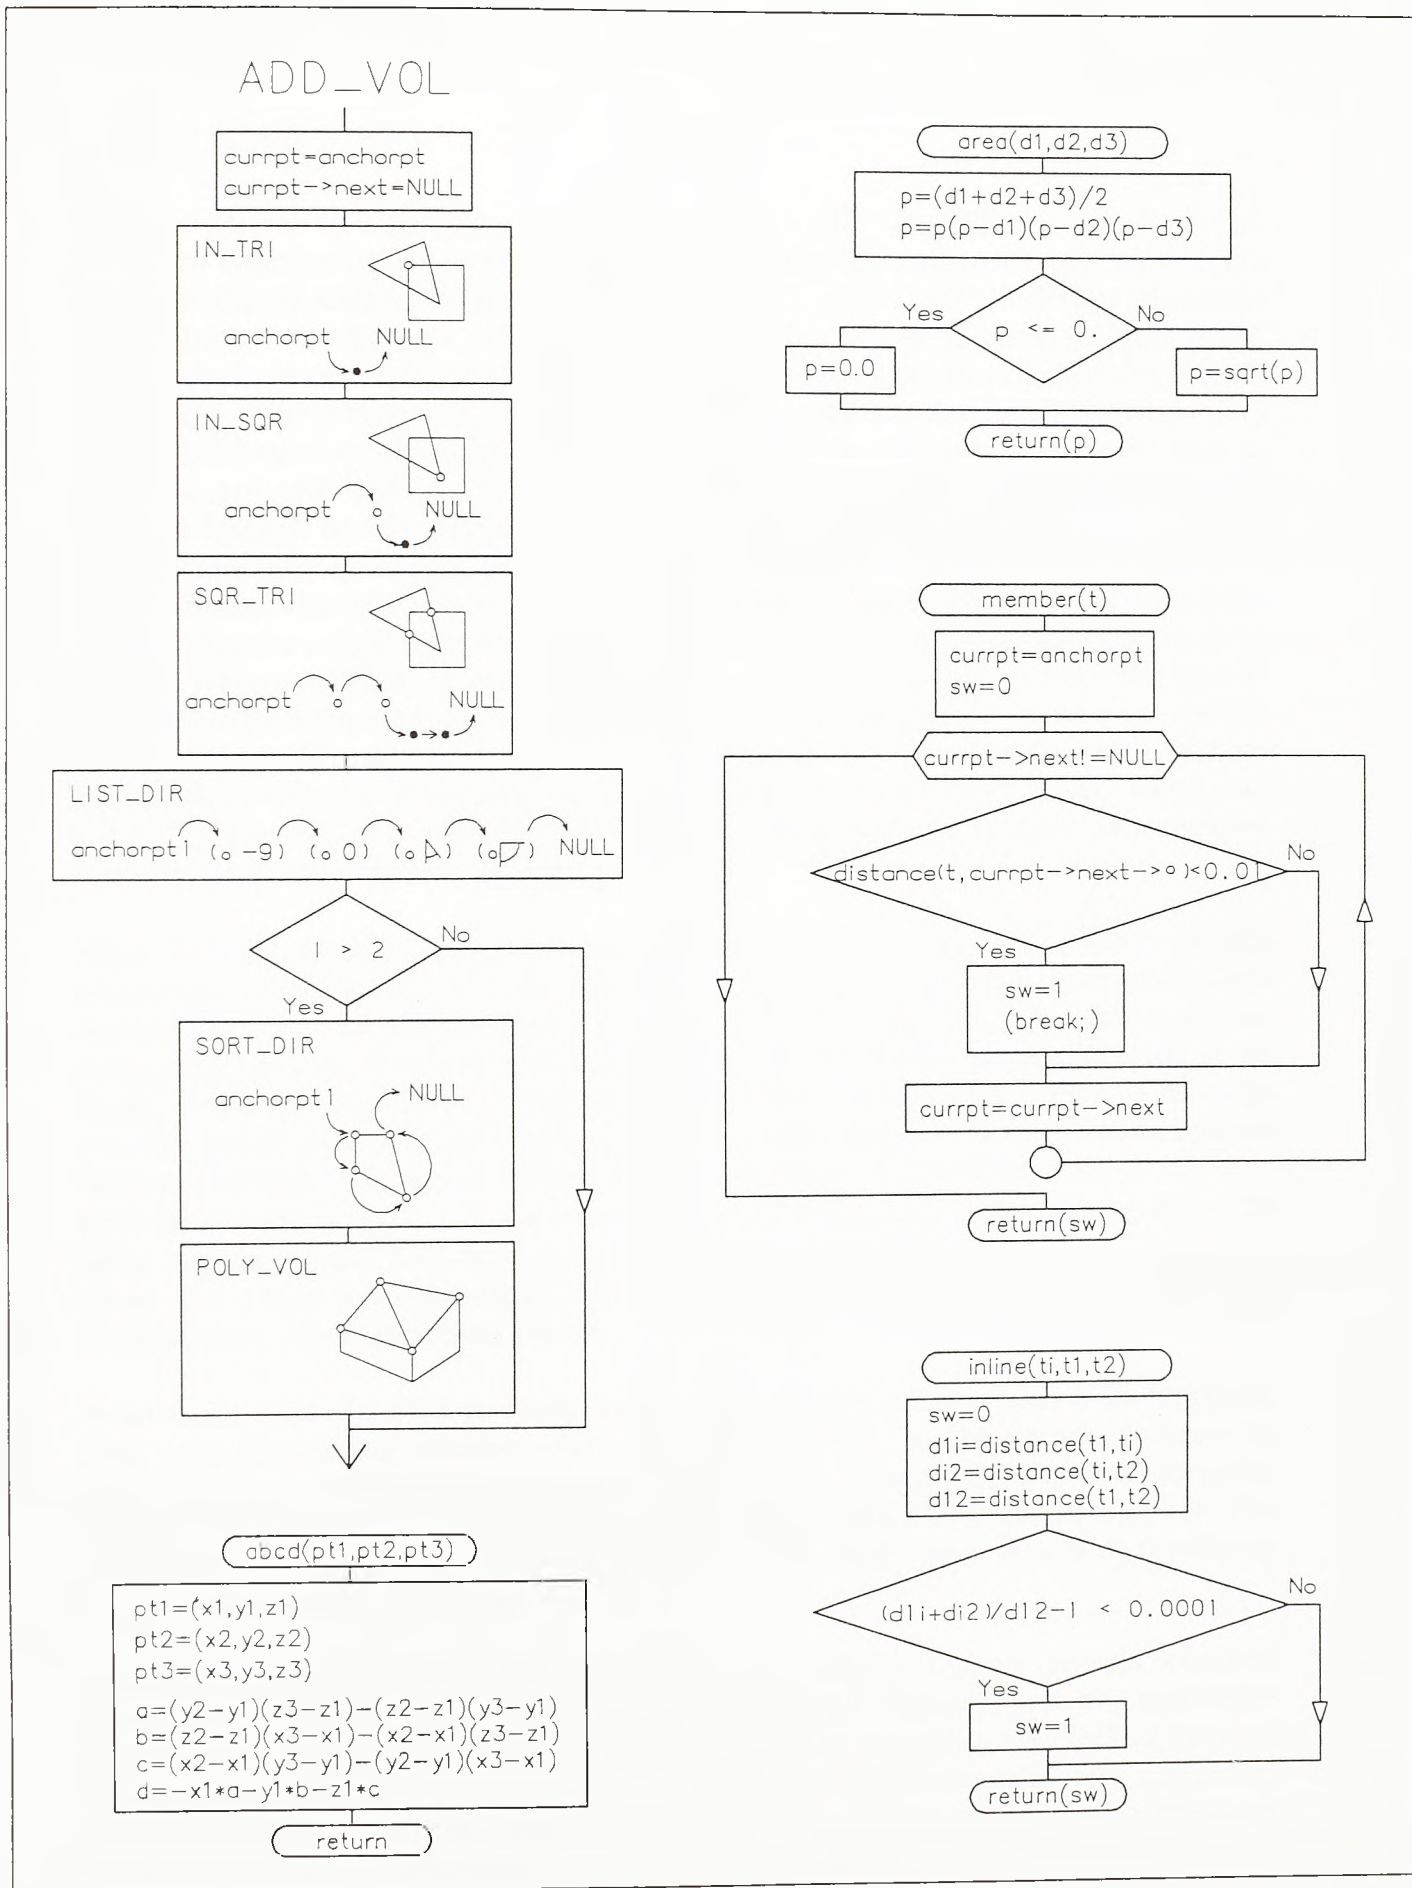 ADD_VOL
currpt=anchorpt
currpt->next=NULL
IN_TRI
anchorpt NULL
IN_SQR
anchorpt NULL
SQR_TRI
anchorpt NULL
LIST_DIR
anchorpt1 (o -9) (o 0) (o ) (o ) NULL
I > 2
No
Yes
SORT_DIR
anchorpt1 NULL
POLY_VOL
abcd(pt1,pt2,pt3)
pt1=(x1,y1,z1)
pt2=(x2,y2,z2)
pt3=(x3,y3,z3)
a=(y2-y1)(z3-z1)-(z2-z1)(y3-y1)
b=(z2-z1)(x3-x1)-(x2-x1)(z3-z1)
c=(x2-x1)(y3-y1)-(y2-y1)(x3-x1)
d=-x1*a-y1*b-z1*c
return
area(d1,d2,d3)
p=(d1+d2+d3)/2
p=p(p-d1)(p-d2)(p-d3)
Yes
No
p <= 0.
p=0.0
p=sqrt(p)
return(p)
member(t)
currpt=anchorpt
sw=0
currpt->next!=NULL
distance(t,currpt->next->o)<0.01
No
Yes
sw=1
(break;)
currpt=currpt->next
return(sw)
inline(ti,t1,t2)
sw=0
d1i=distance(t1,ti)
di2=distance(ti,t2)
d12=distance(t1,t2)
(d1i+di2)/d12-1 < 0.0001
No
Yes
sw=1
return(sw)